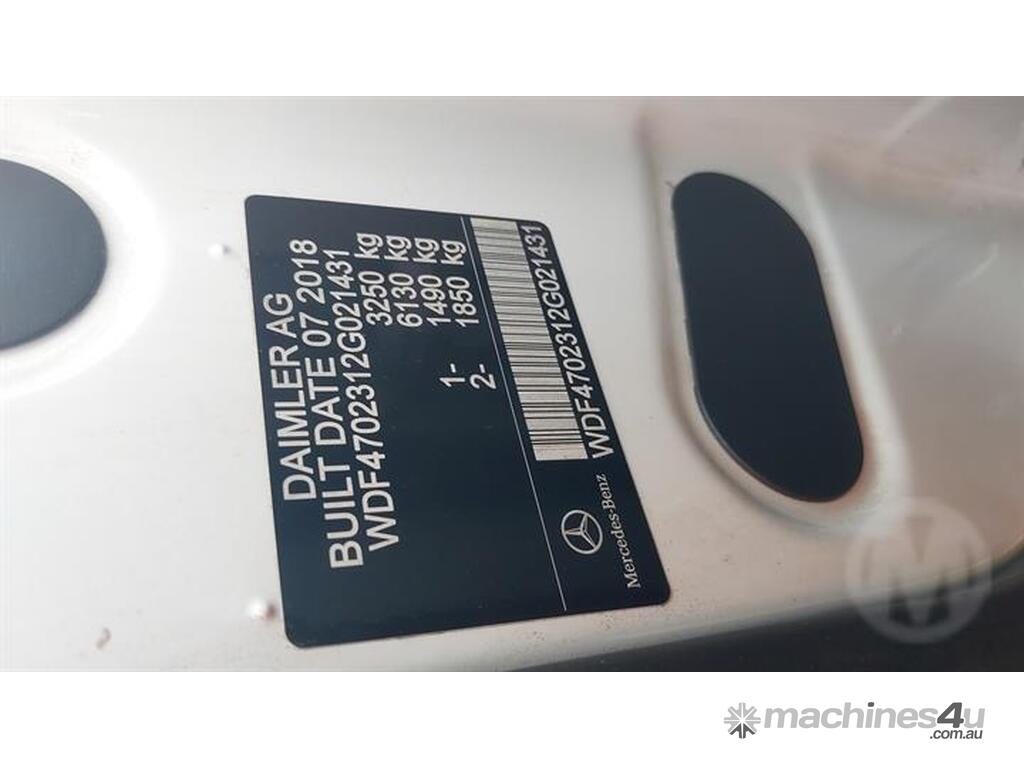 DAIMLER AG
BUILT DATE 07 2018
WDF4702312G021431
3250 kg
6130 kg
1- 1490 kg
2- 1850 kg
WDF4702312G021431
Mercedes-Benz
M
machines4u
.com.au